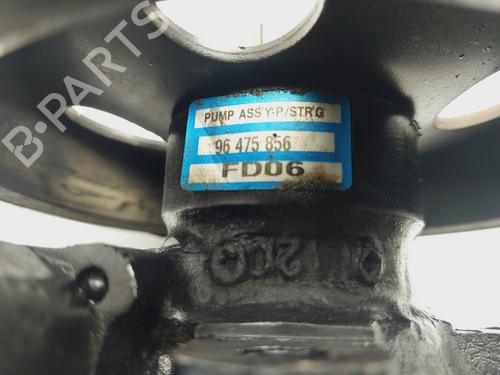 B-PARTS
PUMP ASS'Y-P/STR'G
96 475 856
FD06